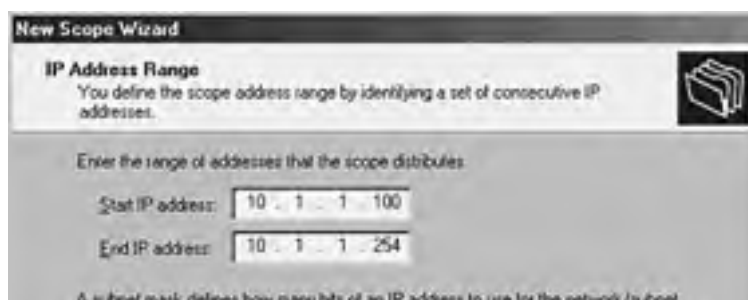 New Scope Wizard
IP Address Range
You define the scope address range by identifying a set of consecutive IP
addresses.
Enter the range of addresses that the scope distributes
Start IP address: 10 . 1 . 1 . 100
End IP address: 10 . 1 . 1 . 254
A subnet mask defines how many bits of an IP address to use for the network/subnet